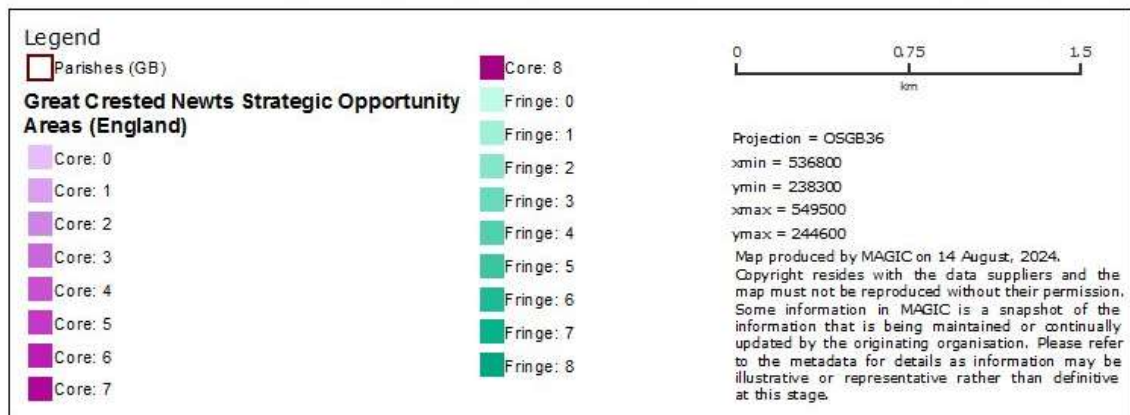 Legend
Parishes (GB)
Great Crested Newts Strategic Opportunity
Areas (England)
Core: 0
Core: 1
Core: 2
Core: 3
Core: 4
Core: 5
Core: 6
Core: 7
Core: 8
Fringe: 0
Fringe: 1
Fringe: 2
Fringe: 3
Fringe: 4
Fringe: 5
Fringe: 6
Fringe: 7
Fringe: 8
0 0.75 1.5
km
Projection = OSGB36
xmin = 536800
ymin = 238300
xmax = 549500
ymax = 244600
Map produced by MAGIC on 14 August, 2024.
Copyright resides with the data suppliers and the
map must not be reproduced without their permission.
Some information in MAGIC is a snapshot of the
information that is being maintained or continually
updated by the originating organisation. Please refer
to the metadata for details as information may be
illustrative or representative rather than definitive
at this stage.